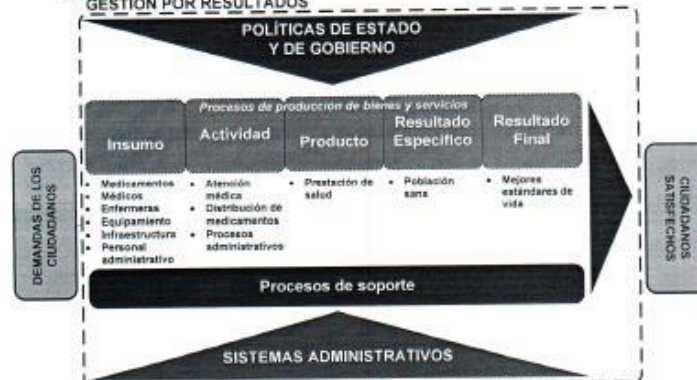 GESTIÓN POR RESULTADOS
POLÍTICAS DE ESTADO
Y DE GOBIERNO
Procesos de producción de bienes y servicios
Insumo
Actividad
Producto
Resultado
Específico
Resultado
Final
• Medicamentos
• Médicos
• Enfermeras
• Equipamiento
• Infraestructura
• Personal
administrativo
• Atención
médica
• Distribución de
medicamentos
• Procesos
administrativos
• Prestación de
salud
• Población
sana
• Mejores
estándares de
vida
DEMANDAS DE LOS
CIUDADANOS
CIUDADANOS
SATISFECHOS
Procesos de soporte
SISTEMAS ADMINISTRATIVOS